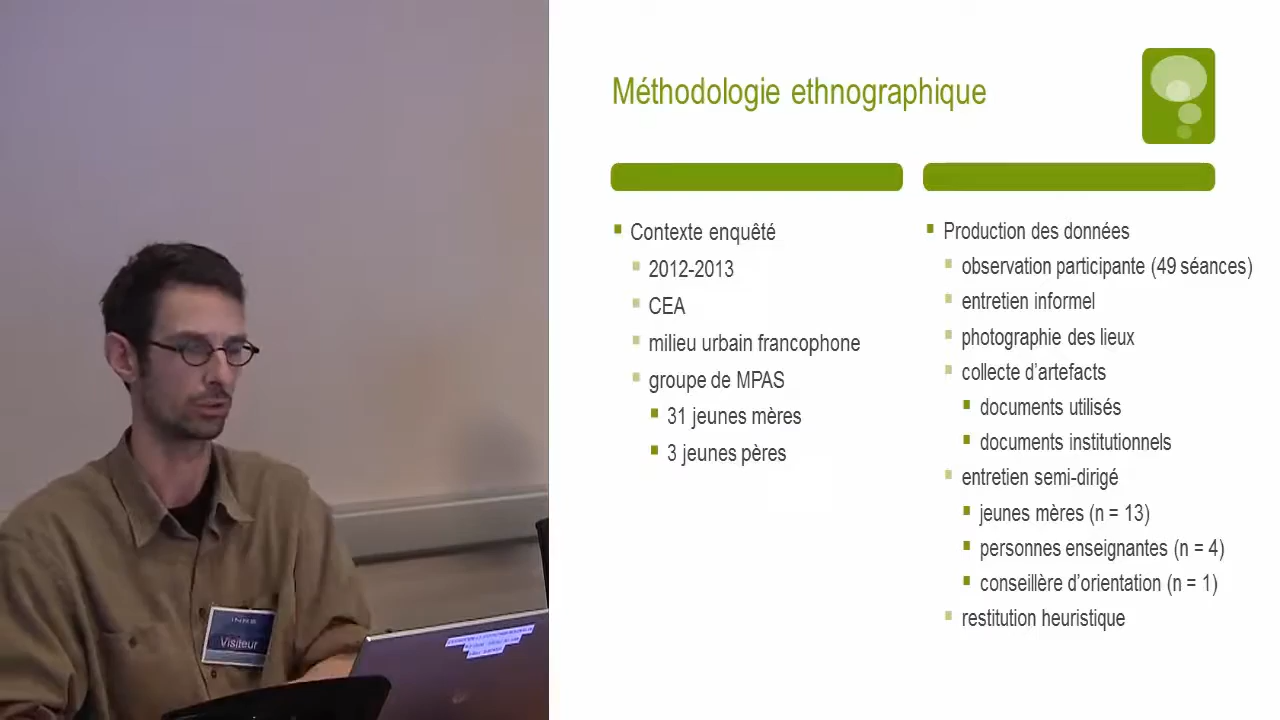 Méthodologie ethnographique
Contexte enquêté
2012-2013
CEA
milieu urbain francophone
groupe de MPAS
31 jeunes mères
3 jeunes pères
Production des données
observation participante (49 séances)
entretien informel
photographie des lieux
collecte d'artefacts
documents utilisés
documents institutionnels
entretien semi-dirigé
jeunes mères (n = 13)
personnes enseignantes (n = 4)
conseillère d'orientation (n = 1)
restitution heuristique
INRS
Visiteur